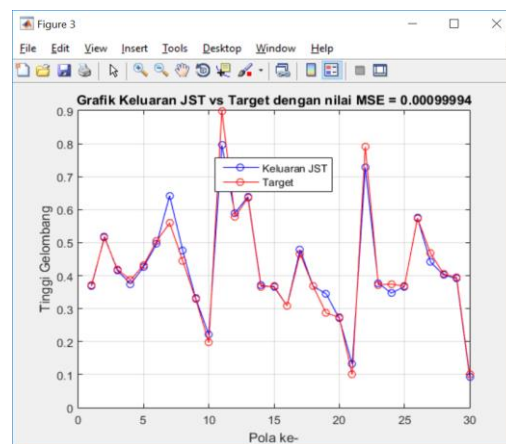 Figure 3
File Edit View Insert Tools Desktop Window Help
Grafik Keluaran JST vs Target dengan nilai MSE = 0.00099994
Keluaran JST
Target
Tinggi Gelombang
0.9
0.8
0.7
0.6
0.5
0.4
0.3
0.2
0.1
0
0 5 10 15 20 25 30
Pola ke-